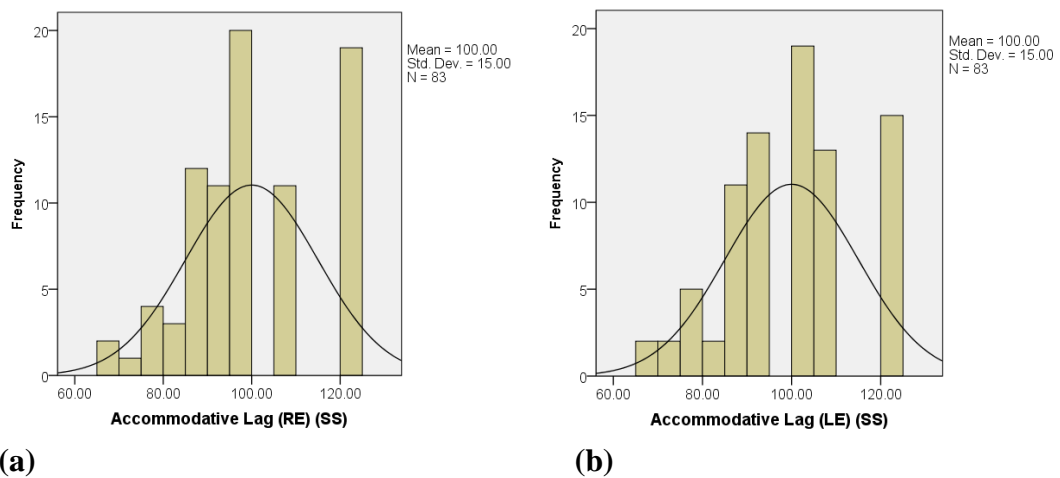 20
15
10
5
0
Frequency
60.00 80.00 100.00 120.00
Accommodative Lag (RE) (SS)
Mean = 100.00
Std. Dev. = 15.00
N = 83
(a)
20
15
10
5
0
Frequency
60.00 80.00 100.00 120.00
Accommodative Lag (LE) (SS)
Mean = 100.00
Std. Dev. = 15.00
N = 83
(b)